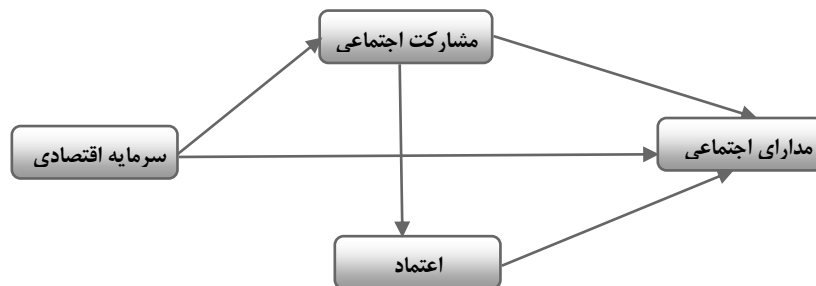 مشارکت اجتماعی
مدارای اجتماعی
سرمایه اقتصادی
اعتماد